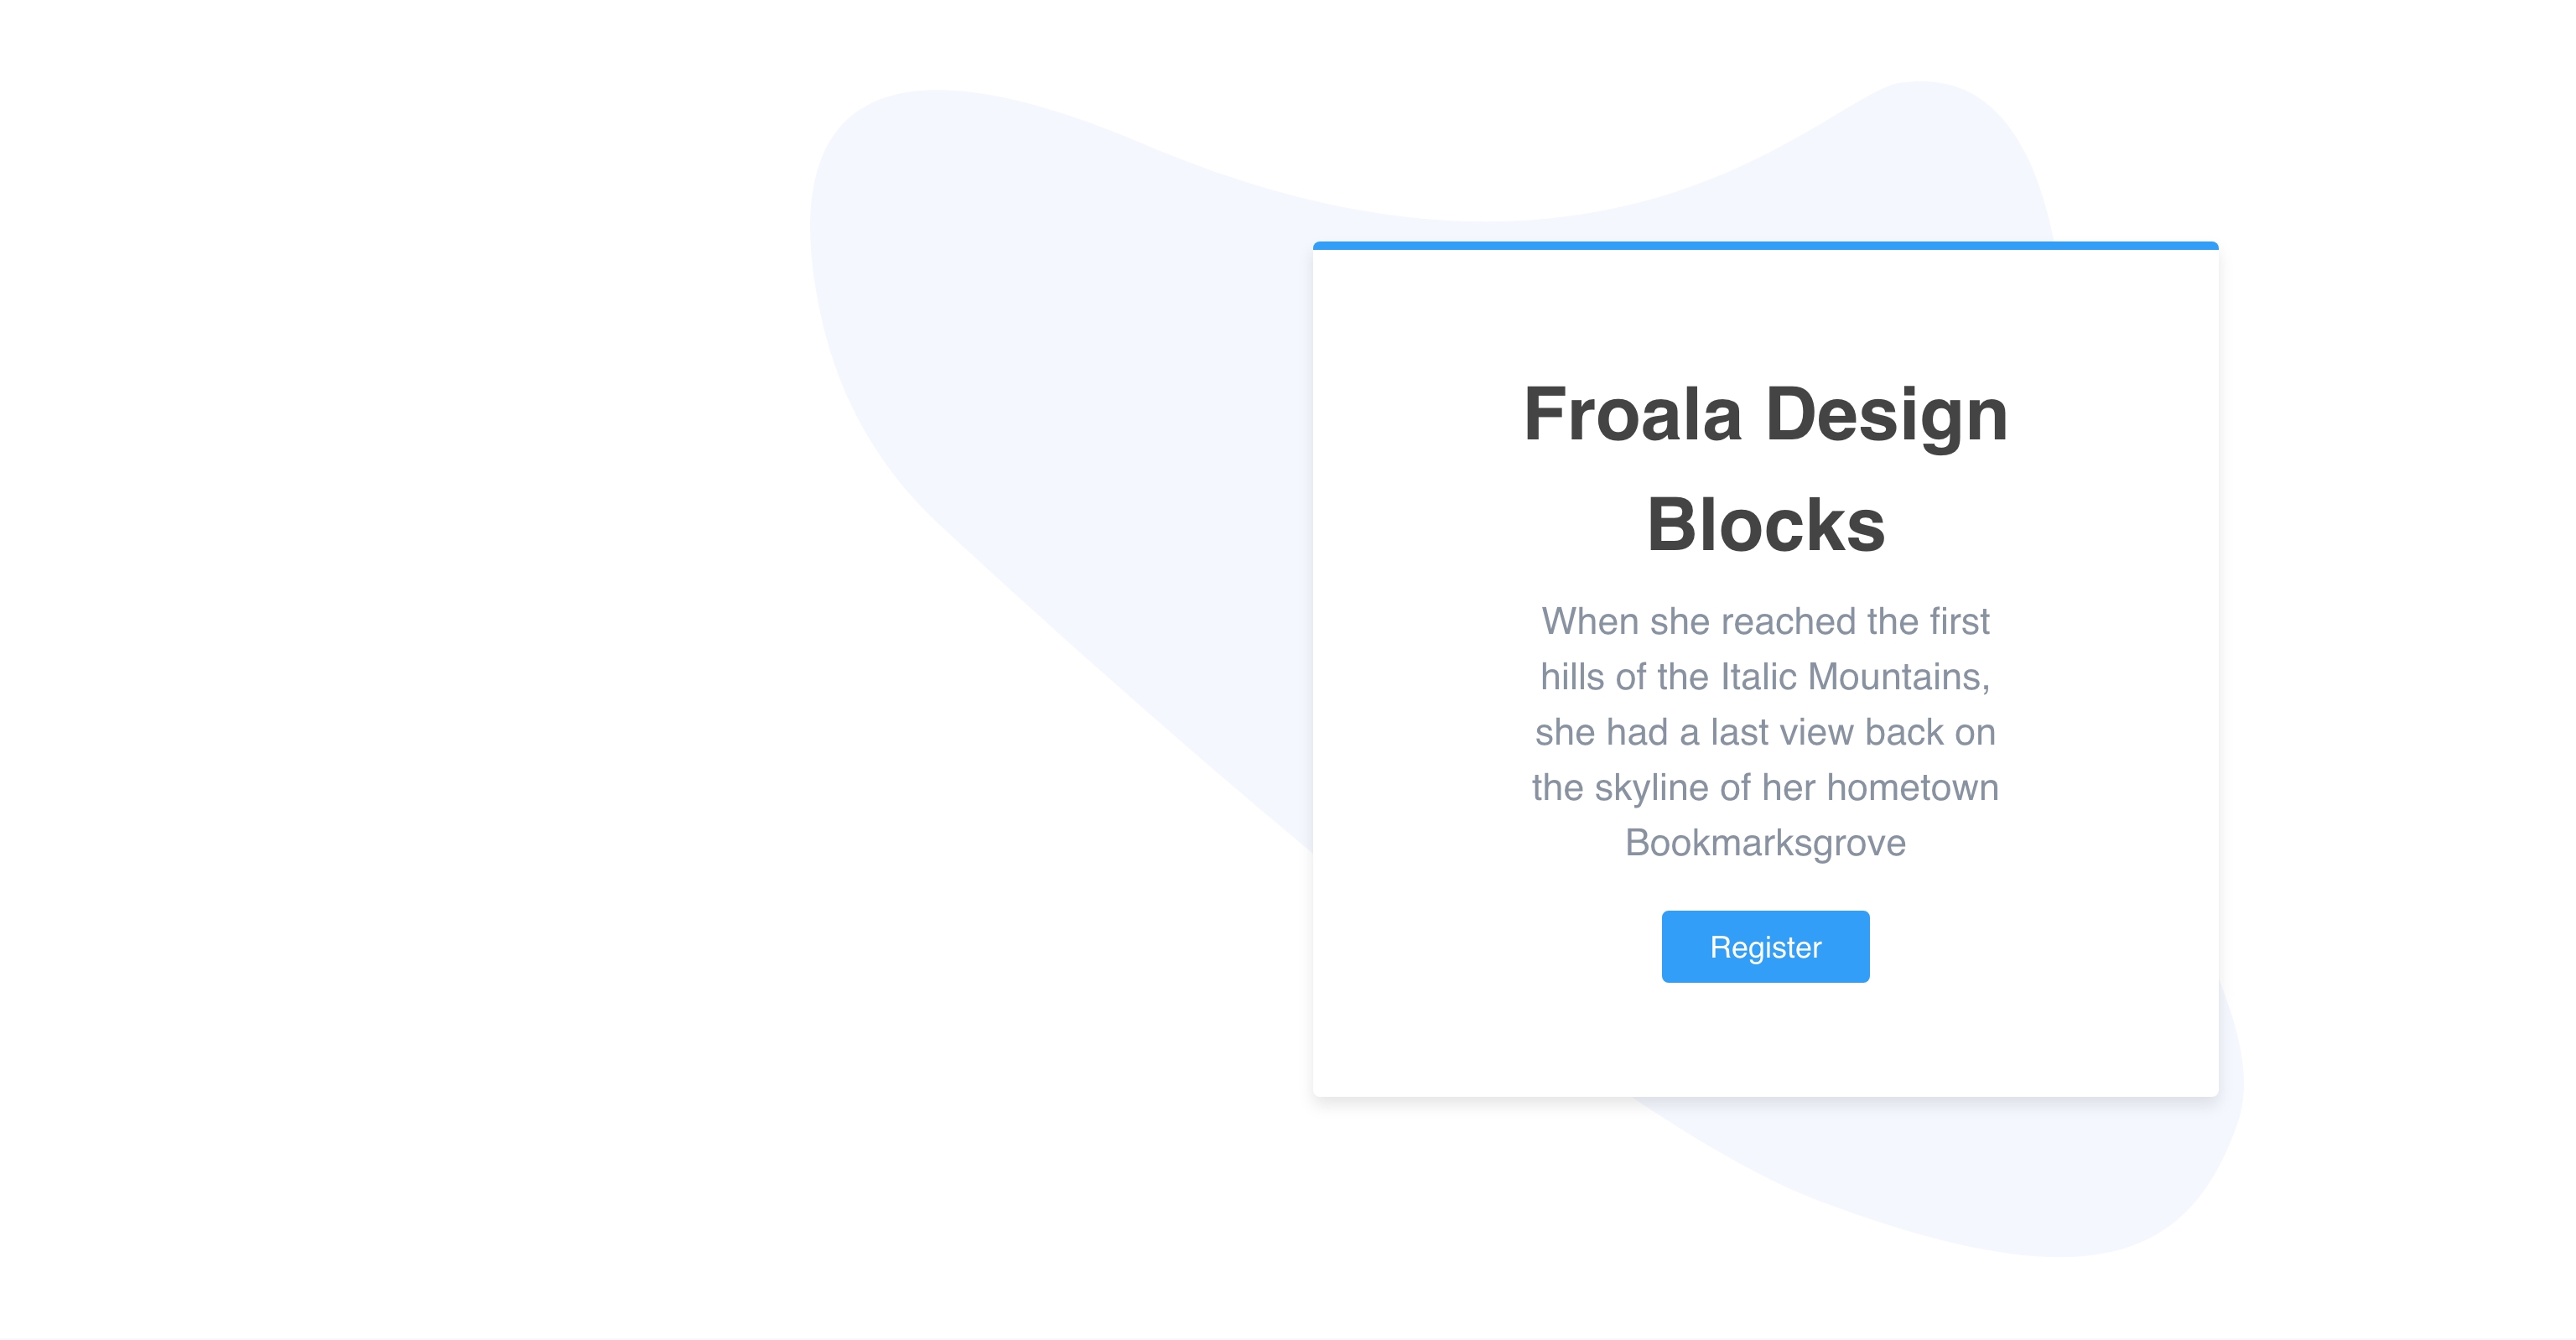 Froala Design
Blocks
When she reached the first
hills of the Italic Mountains,
she had a last view back on
the skyline of her hometown
Bookmarksgrove
Register